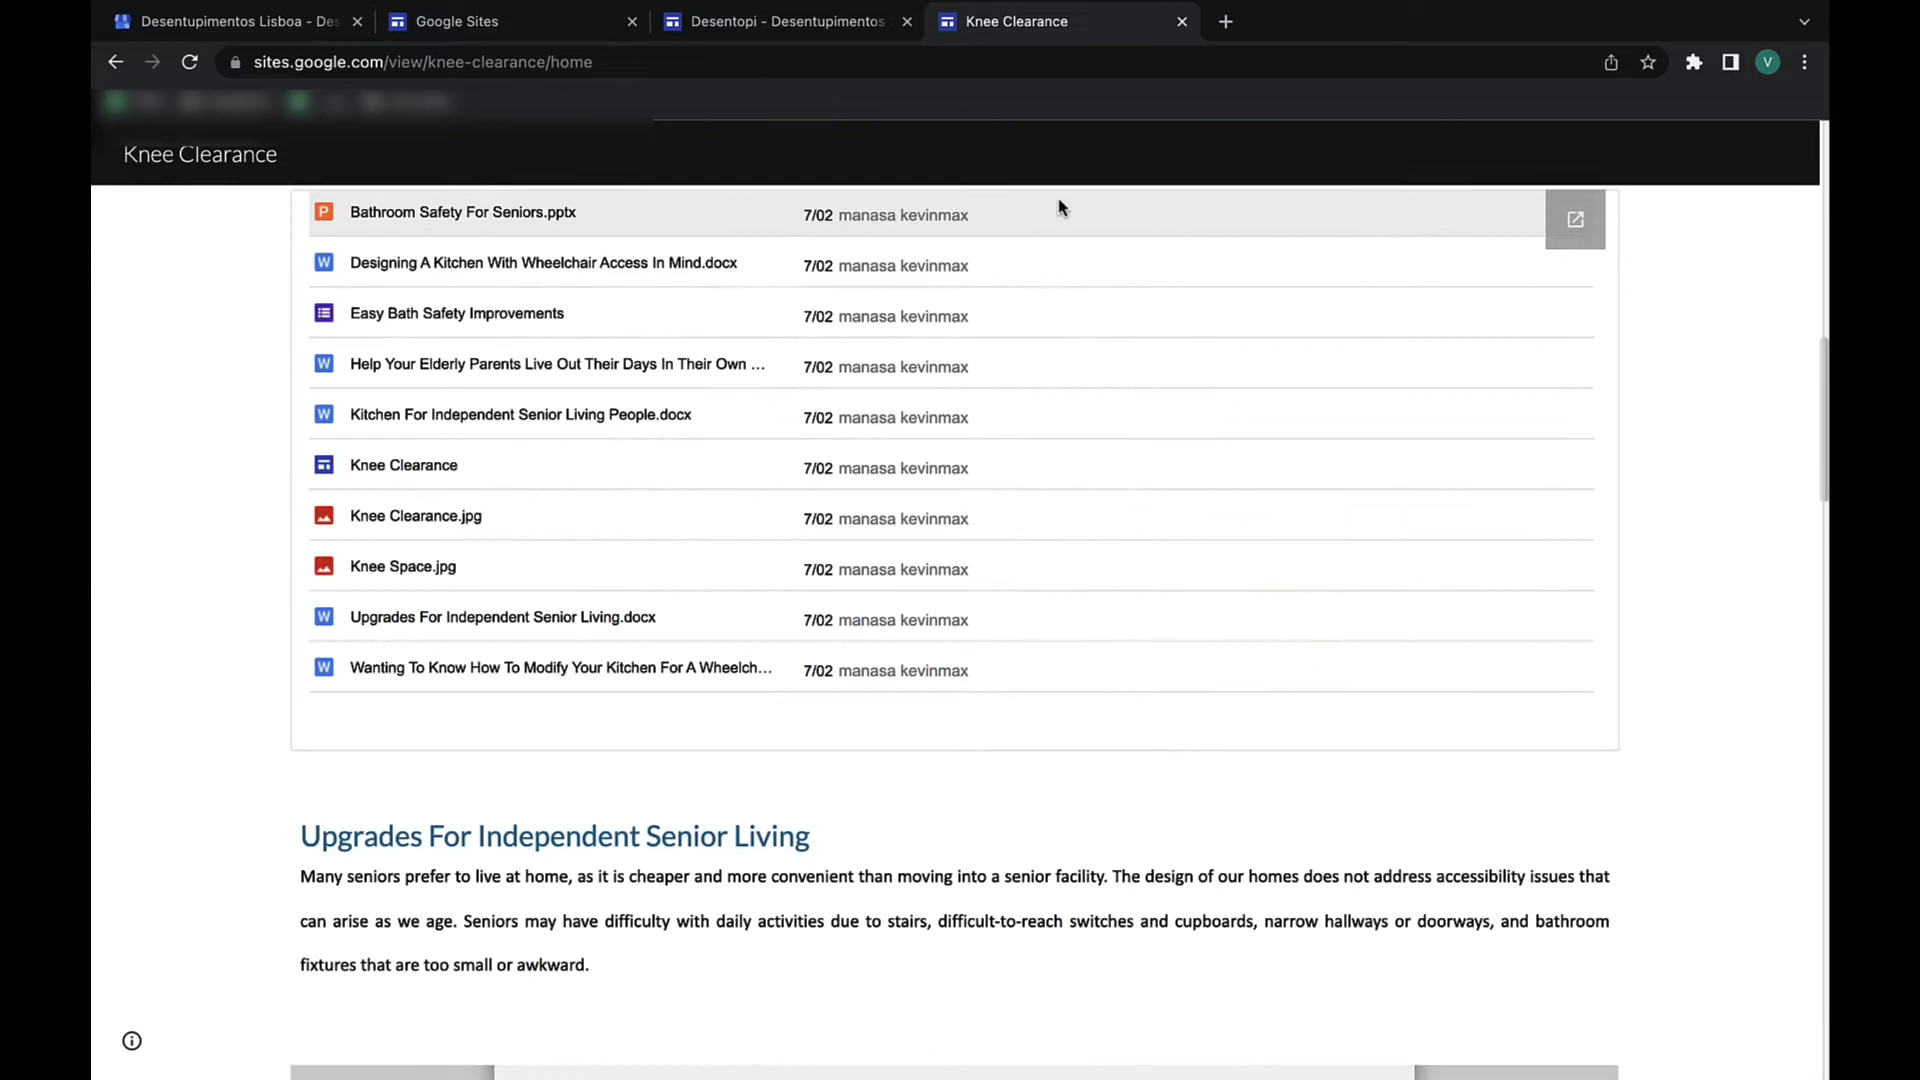 Desentupimentos Lisboa - Des
Google Sites
Desentopi - Desentupimentos
Knee Clearance
sites.google.com/view/knee-clearance/home
V
Knee Clearance
P Bathroom Safety For Seniors.pptx 7/02 manasa kevinmax
W Designing A Kitchen With Wheelchair Access In Mind.docx 7/02 manasa kevinmax
Easy Bath Safety Improvements 7/02 manasa kevinmax
W Help Your Elderly Parents Live Out Their Days In Their Own ... 7/02 manasa kevinmax
W Kitchen For Independent Senior Living People.docx 7/02 manasa kevinmax
Knee Clearance 7/02 manasa kevinmax
Knee Clearance.jpg 7/02 manasa kevinmax
Knee Space.jpg 7/02 manasa kevinmax
W Upgrades For Independent Senior Living.docx 7/02 manasa kevinmax
W Wanting To Know How To Modify Your Kitchen For A Wheelch... 7/02 manasa kevinmax
Upgrades For Independent Senior Living
Many seniors prefer to live at home, as it is cheaper and more convenient than moving into a senior facility. The design of our homes does not address accessibility issues that
can arise as we age. Seniors may have difficulty with daily activities due to stairs, difficult-to-reach switches and cupboards, narrow hallways or doorways, and bathroom
fixtures that are too small or awkward.